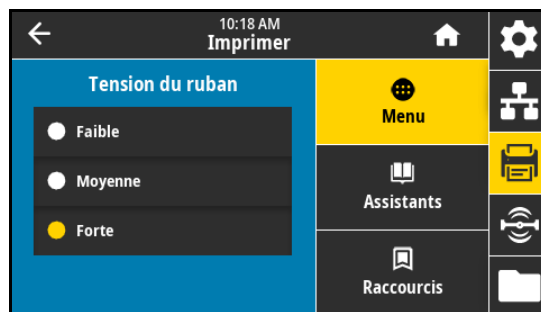 10:18 AM
Imprimer
Tension du ruban
Faible
Moyenne
Forte
Menu
Assistants
Raccourcis